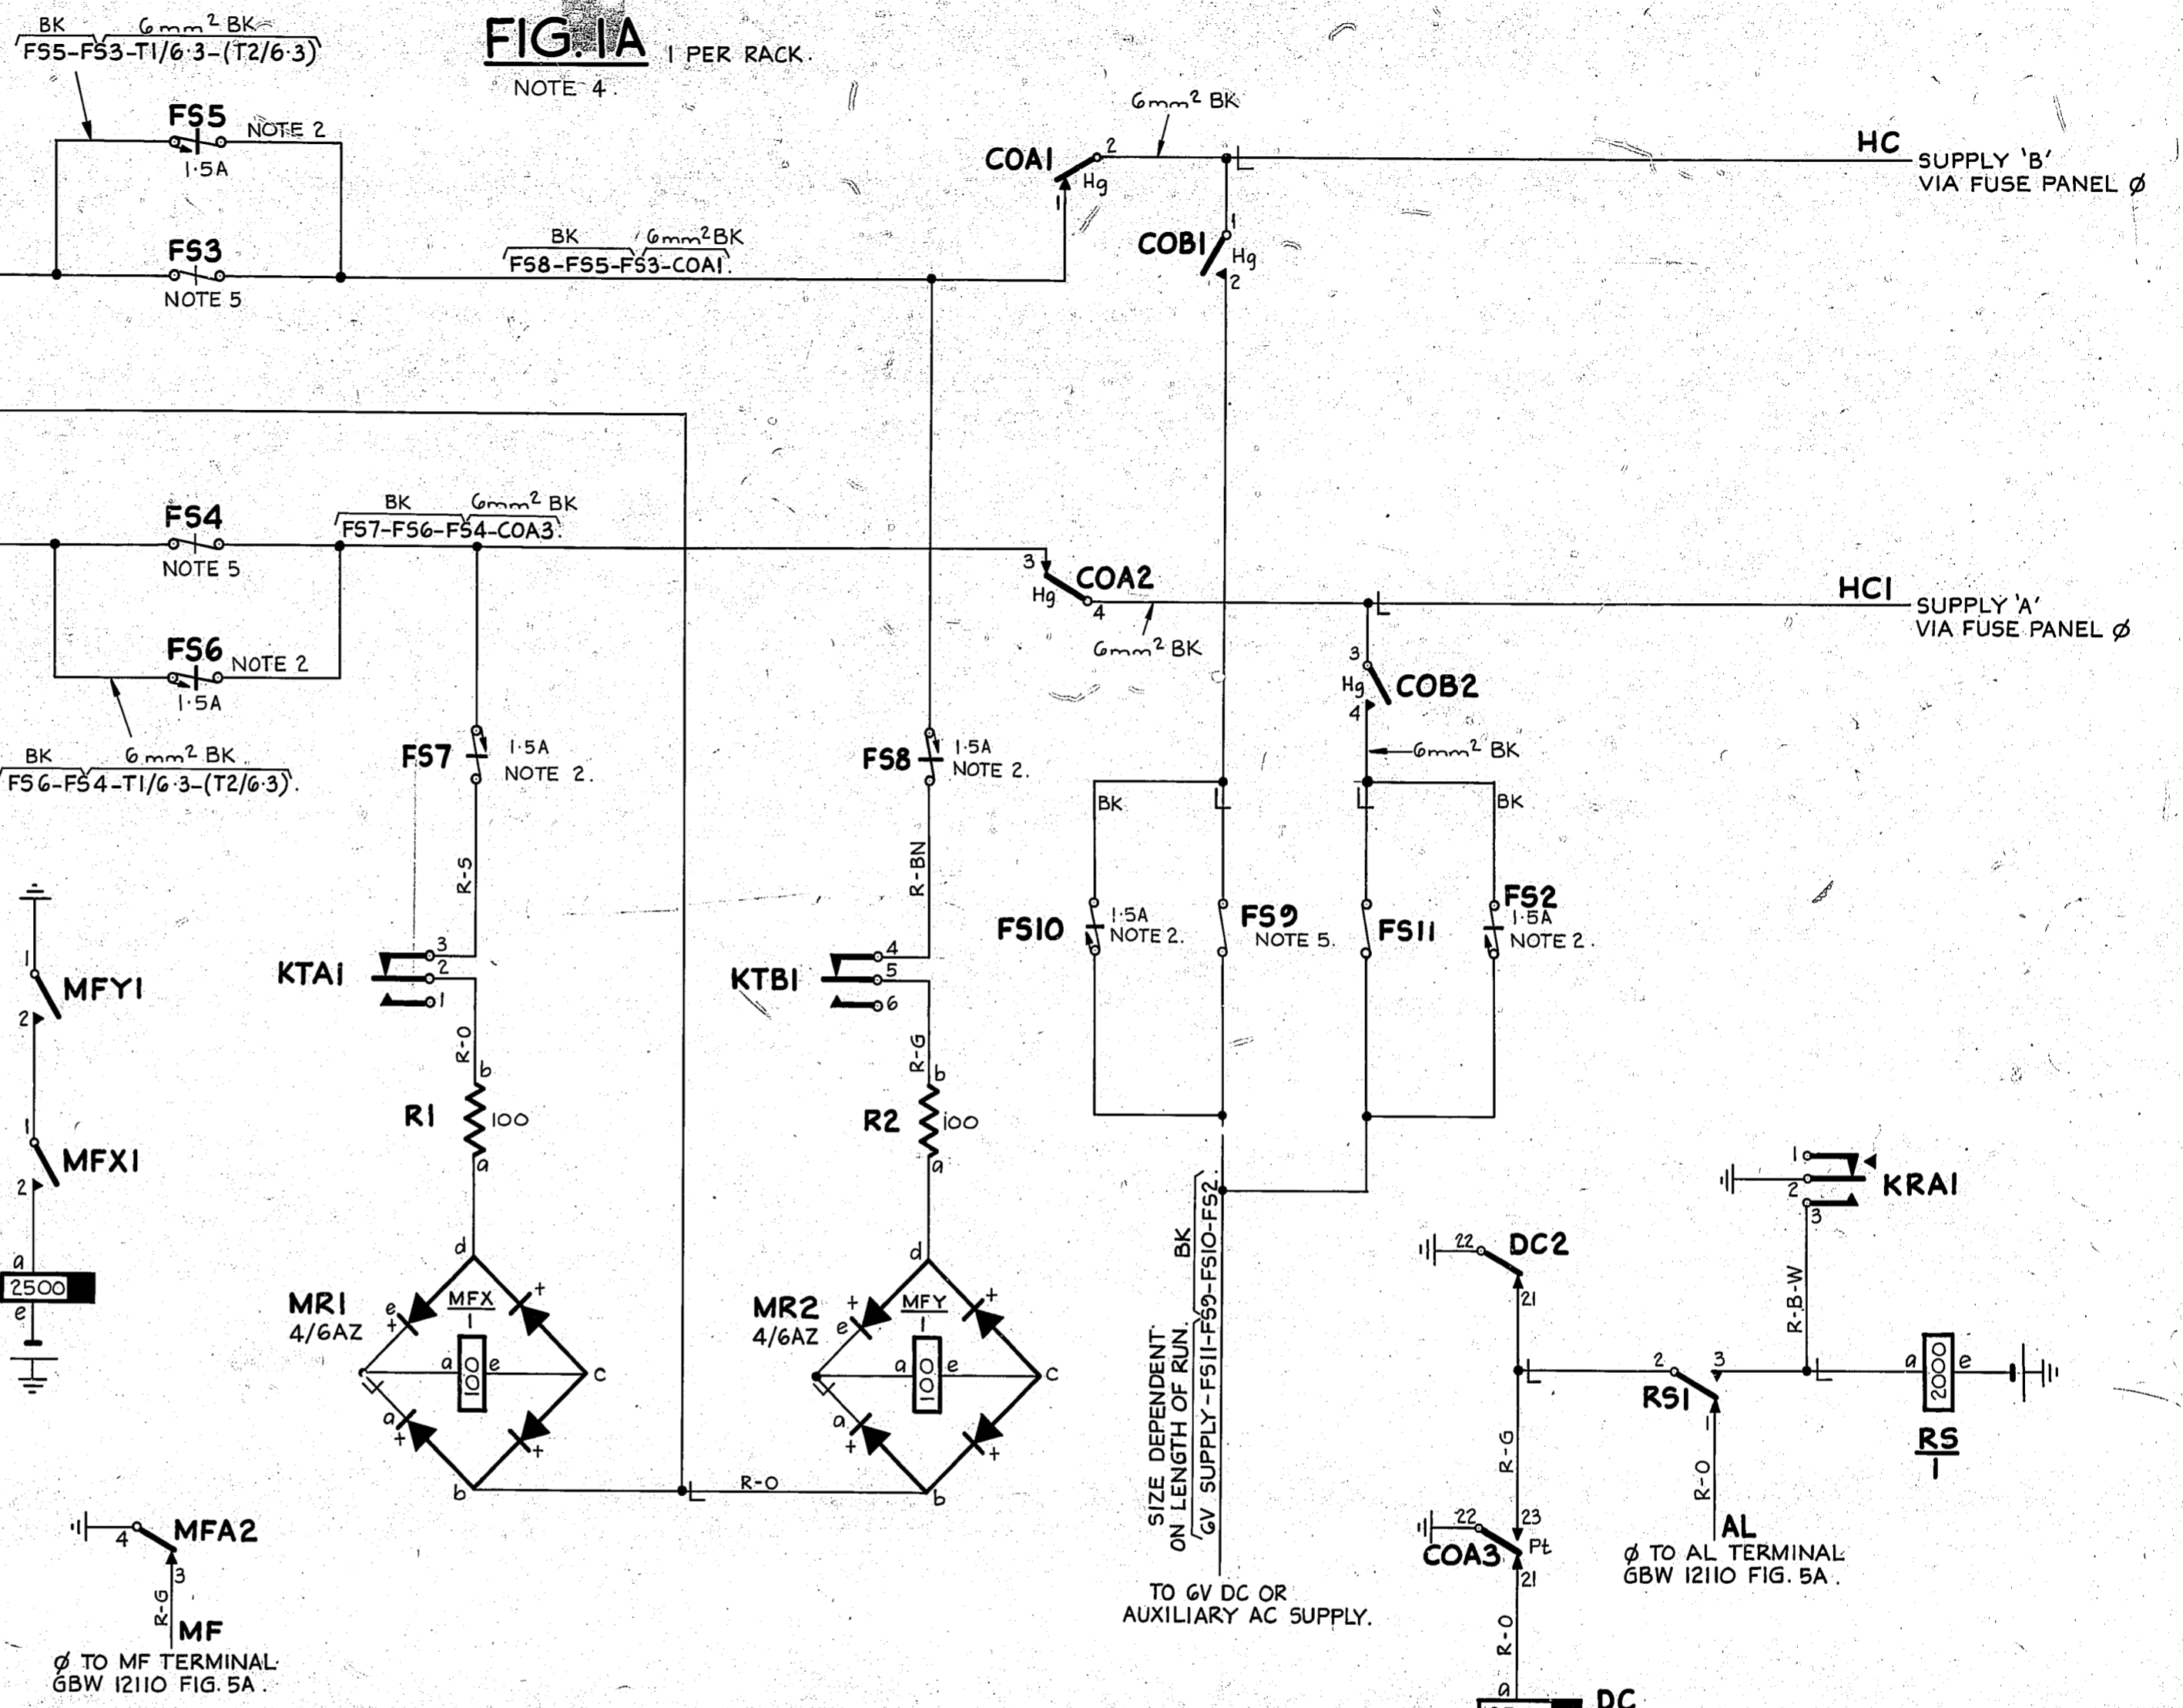 FIG. 1A 1 PER RACK.
NOTE 4.
BK 6mm² BK
FS5-FS3-T1/6·3-(T2/6·3)
FS5 NOTE 2
1·5A
FS3
NOTE 5
BK 6mm² BK
FS8-FS5-FS3-COA1.
COA1 2
Hg
1
6mm² BK
HC
SUPPLY 'B'
VIA FUSE PANEL Ø
COB1
1
Hg
2
FS4
NOTE 5
BK 6mm² BK
FS7-FS6-FS4-COA3.
FS6 NOTE 2
1·5A
BK 6mm² BK
FS6-FS4-T1/6·3-(T2/6·3).
3
COA2
Hg
4
6mm² BK
HC1
SUPPLY 'A'
VIA FUSE PANEL Ø
3
Hg COB2
4
6mm² BK
FS7 1·5A
NOTE 2.
FS8 1·5A
NOTE 2.
BK
BK
R-S
R-BN
FS10 1·5A
NOTE 2.
FS9
NOTE 5.
FS11
FS2
1·5A
NOTE 2.
1
MFY1
2
KTA1
3
2
1
KTB1
4
5
6
R-O
R-G
b
R1 100
a
b
R2 100
a
1
MFX1
2
a
2500
e
d
MR1
4/6AZ
e
+
+
MFX
1
a 100 e
c
a
+
+
b
d
MR2
4/6AZ
+
e
+
MFY
1
a 100 e
c
a
+
+
b
R-O
SIZE DEPENDENT
ON LENGTH OF RUN. BK
6V SUPPLY-FS11-FS9-FS10-FS2.
TO 6V DC OR
AUXILIARY AC SUPPLY.
1
2
3
KRA1
R-B-W
22 DC2
21
2 3
RS1
1
a 2000 e
RS
1
R-G
R-O
AL
Ø TO AL TERMINAL
GBW 12110 FIG. 5A.
22 23
COA3 Pt
21
R-O
a
DC
4 MFA2
3
R-G
MF
Ø TO MF TERMINAL
GBW 12110 FIG. 5A.